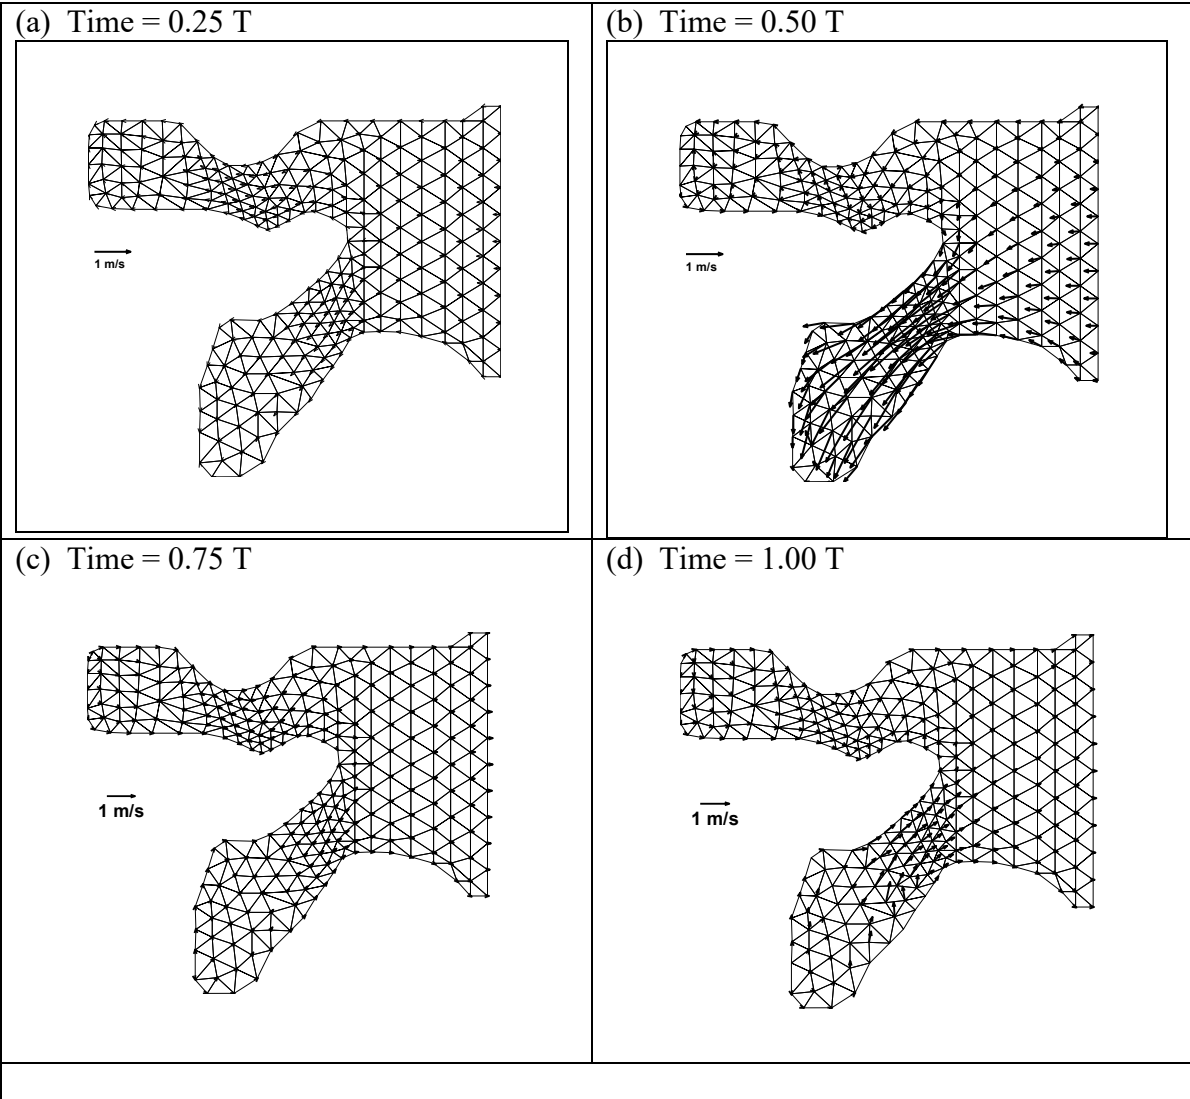 (a) Time = 0.25 T
(b) Time = 0.50 T
1 m/s
1 m/s
(c) Time = 0.75 T
(d) Time = 1.00 T
1 m/s
1 m/s